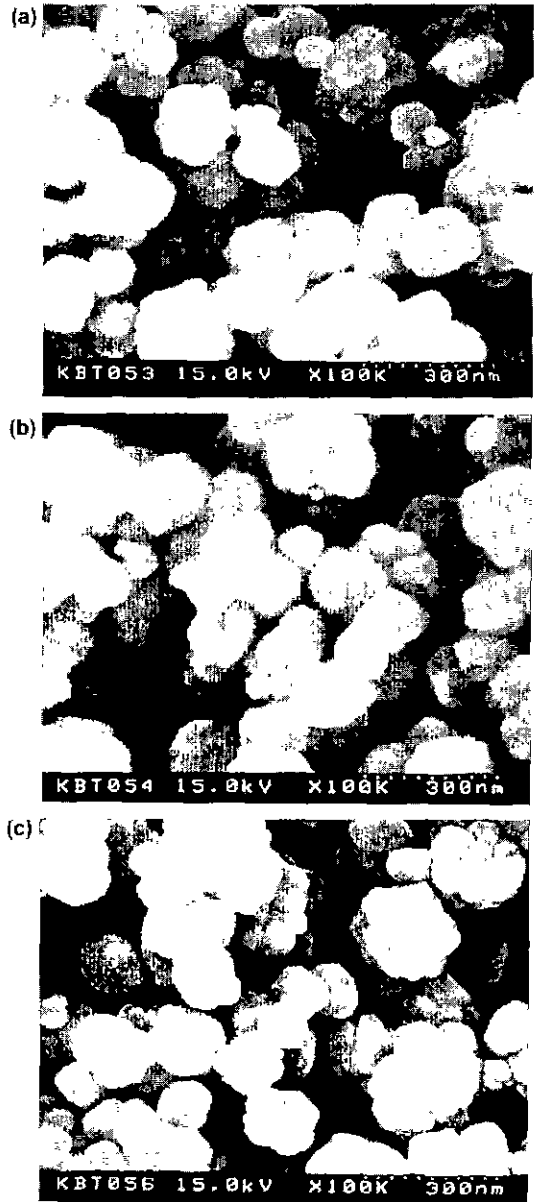 (a)
KBT053 15.0kV X100K 300nm
(b)
KBT054 15.0kV X100K 300nm
(c)
KBT056 15.0kV X100K 300nm